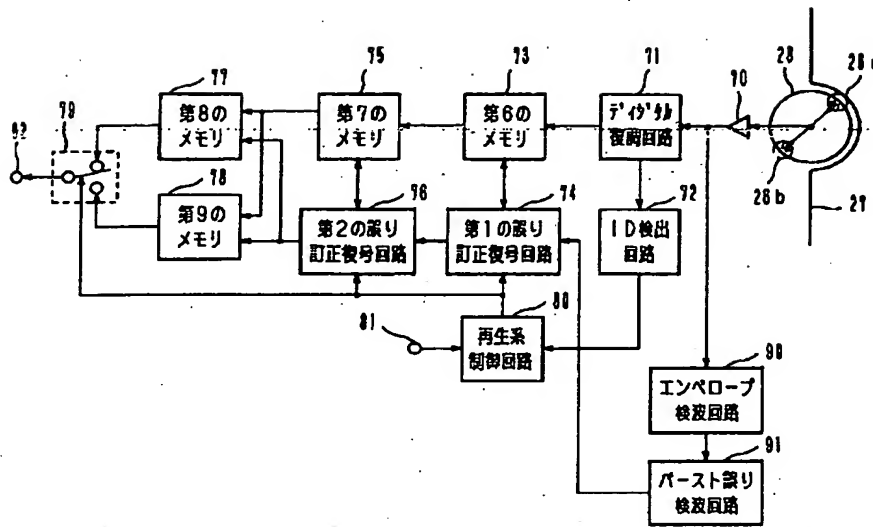 77
75
73
71
70
28
28a
92
79
第8の
メモリ
第7の
メモリ
第6の
メモリ
ディジタル
復調回路
78
76
74
72
28b
27
第9の
メモリ
第2の誤り
訂正復号回路
第1の誤り
訂正復号回路
ID検出
回路
81
80
再生系
制御回路
90
エンベロープ
検波回路
91
バースト誤り
検波回路